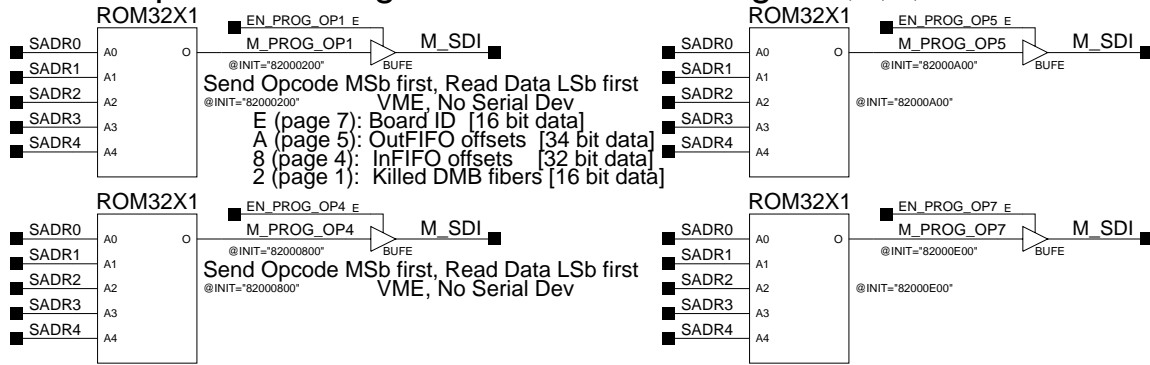 ROM32X1
EN_PROG_OP1 E
SADR0
A0
O
M_PROG_OP1
M_SDI
@INIT="82000200"
BUFE
SADR1
A1
Send Opcode MSb first, Read Data LSb first
SADR2
A2
@INIT="82000200"
VME, No Serial Dev
SADR3
A3
E (page 7): Board ID [16 bit data]
A (page 5): OutFIFO offsets [34 bit data]
SADR4
A4
8 (page 4): InFIFO offsets [32 bit data]
2 (page 1): Killed DMB fibers [16 bit data]
ROM32X1
EN_PROG_OP5 E
SADR0
A0
O
M_PROG_OP5
M_SDI
@INIT="82000A00"
BUFE
SADR1
A1
SADR2
A2
@INIT="82000A00"
SADR3
A3
SADR4
A4
ROM32X1
EN_PROG_OP4 E
SADR0
A0
O
M_PROG_OP4
M_SDI
@INIT="82000800"
BUFE
SADR1
A1
Send Opcode MSb first, Read Data LSb first
SADR2
A2
@INIT="82000800"
VME, No Serial Dev
SADR3
A3
SADR4
A4
ROM32X1
EN_PROG_OP7 E
SADR0
A0
O
M_PROG_OP7
M_SDI
@INIT="82000E00"
BUFE
SADR1
A1
SADR2
A2
@INIT="82000E00"
SADR3
A3
SADR4
A4